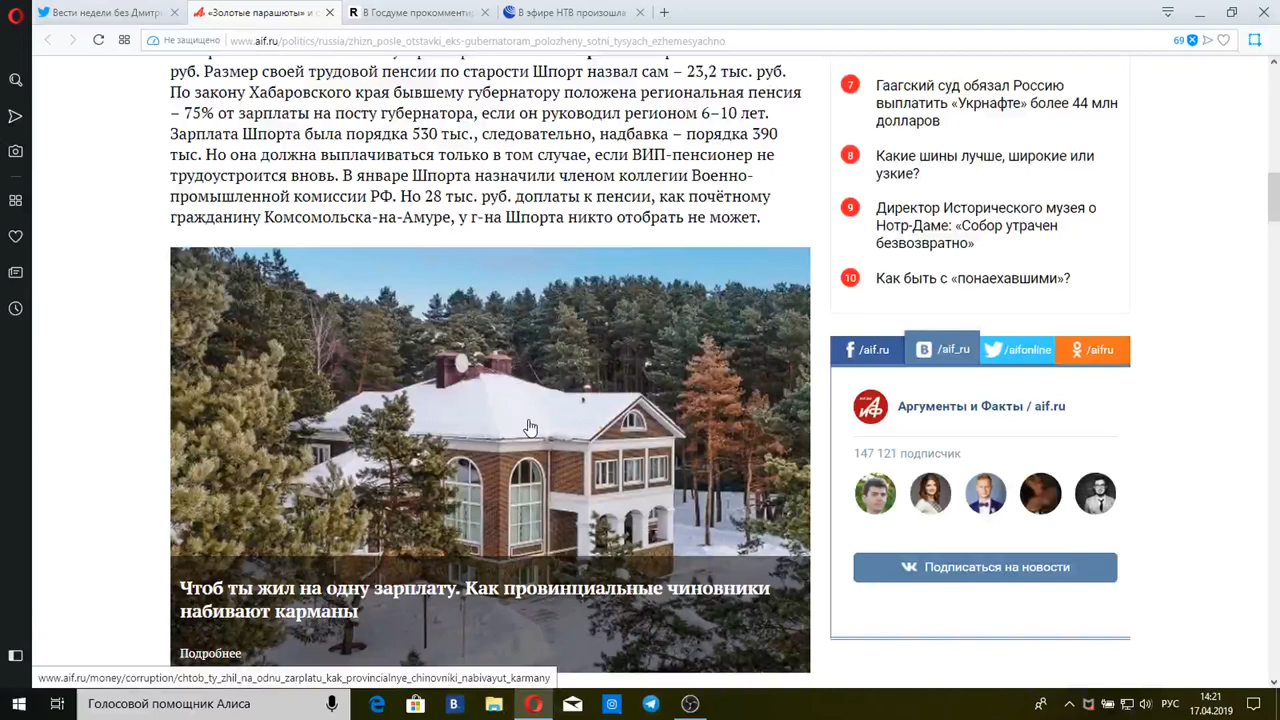 Вести недели без Дмитр
«Золотые парашюты» и с
В Госдуме прокомменти
В эфире НТВ произошла
Не защищено
www.aif.ru/politics/russia/zhizn_posle_otstavki_eks-gubernatoram_polozheny_sotni_tysyach_ezhemesyachno
69
руб. Размер своей трудовой пенсии по старости Шпорт назвал сам – 23,2 тыс. руб.
По закону Хабаровского края бывшему губернатору положена региональная пенсия
– 75% от зарплаты на посту губернатора, если он руководил регионом 6–10 лет.
Зарплата Шпорта была порядка 530 тыс., следовательно, надбавка – порядка 390
тыс. Но она должна выплачиваться только в том случае, если ВИП-пенсионер не
трудоустроится вновь. В январе Шпорта назначили членом коллегии Военно-
промышленной комиссии РФ. Но 28 тыс. руб. доплаты к пенсии, как почётному
гражданину Комсомольска-на-Амуре, у г-на Шпорта никто отобрать не может.
Чтоб ты жил на одну зарплату. Как провинциальные чиновники
набивают карманы
Подробнее
7 Гаагский суд обязал Россию
выплатить «Укрнафте» более 44 млн
долларов
8 Какие шины лучше, широкие или
узкие?
9 Директор Исторического музея о
Нотр-Даме: «Собор утрачен
безвозвратно»
10 Как быть с «понаехавшими»?
/aif.ru
/aif_ru
/aifonline
/aifru
АиФ
Аргументы и Факты / aif.ru
147 121 подписчик
Подписаться на новости
www.aif.ru/money/corruption/chtob_ty_zhil_na_odnu_zarplatu_kak_provincialnye_chinovniki_nabivayut_karmany
Голосовой помощник Алиса
РУС
14:21
17.04.2019